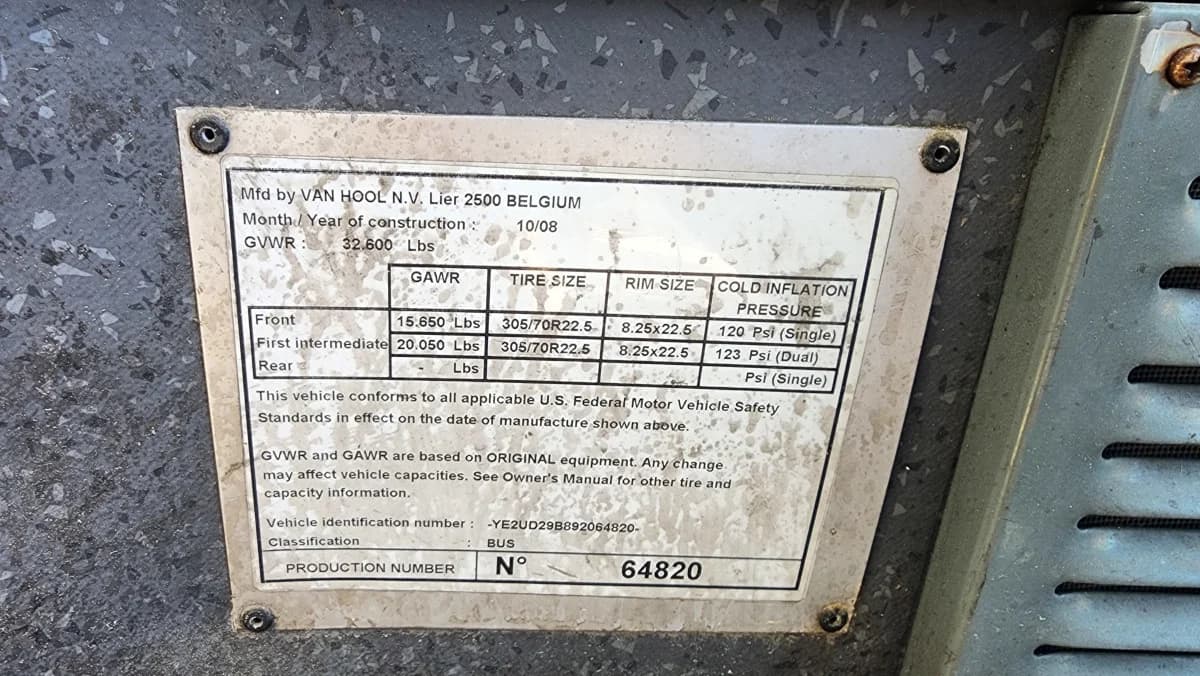 Mfd by VAN HOOL N.V. Lier 2500 BELGIUM
Month / Year of construction : 10/08
GVWR : 32.600 Lbs
GAWR TIRE SIZE RIM SIZE COLD INFLATION PRESSURE
Front 15.650 Lbs 305/70R22.5 8.25x22.5 120 Psi (Single)
First intermediate 20.050 Lbs 305/70R22.5 8.25x22.5 123 Psi (Dual)
Rear - Lbs Psi (Single)
This vehicle conforms to all applicable U.S. Federal Motor Vehicle Safety
Standards in effect on the date of manufacture shown above.
GVWR and GAWR are based on ORIGINAL equipment. Any change
may affect vehicle capacities. See Owner's Manual for other tire and
capacity information.
Vehicle identification number : -YE2UD29B892064820-
Classification : BUS
PRODUCTION NUMBER N° 64820